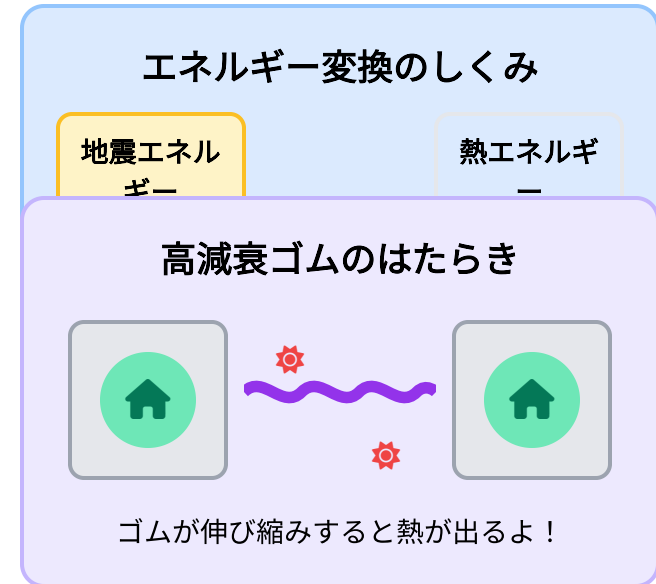 エネルギー変換のしくみ
地震エネル
ギー
熱エネルギ
ー
高減衰ゴムのはたらき
ゴムが伸び縮みすると熱が出るよ！